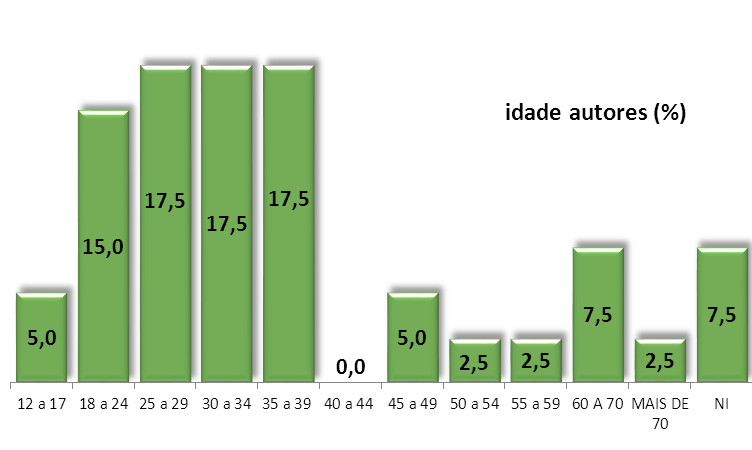 idade autores (%)
17,5
17,5
17,5
15,0
7,5
7,5
5,0
5,0
0,0
2,5
2,5
2,5
12 a 17
18 a 24
25 a 29
30 a 34
35 a 39
40 a 44
45 a 49
50 a 54
55 a 59
60 A 70
MAIS DE
70
NI